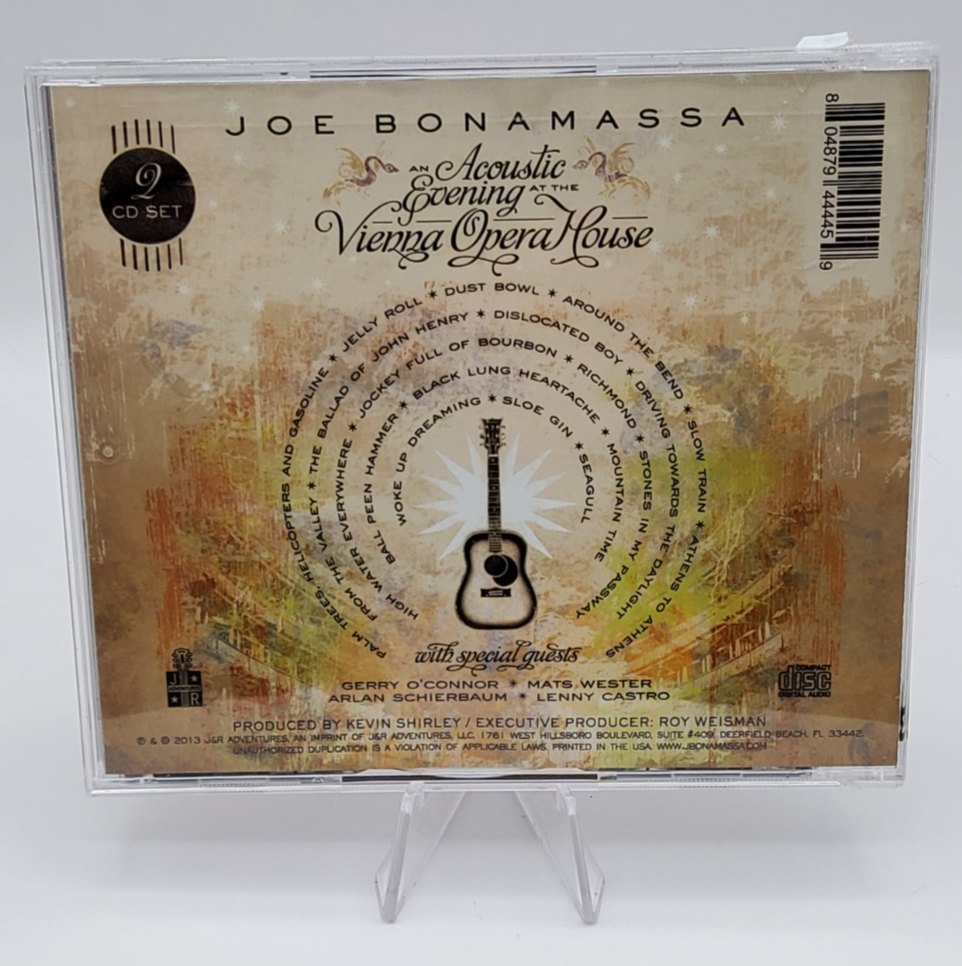 JOE BONAMASSA
AN Acoustic
Evening AT THE
Vienna Opera House
2
CD SET
8 04879 44445 9
PALM TREES, HELICOPTERS AND GASOLINE * JELLY ROLL * DUST BOWL * AROUND THE BEND * SLOW TRAIN * ATHENS TO ATHENS
FROM THE VALLEY * THE BALLAD OF JOHN HENRY * DISLOCATED BOY * DRIVING TOWARDS THE DAYLIGHT
HIGH WATER EVERYWHERE * JOCKEY FULL OF BOURBON * RICHMOND * STONES IN MY PASSWAY
BALL PEEN HAMMER * BLACK LUNG HEARTACHE * MOUNTAIN TIME
WOKE UP DREAMING * SLOE GIN * SEAGULL
with special guests
GERRY O'CONNOR * MATS WESTER
ARLAN SCHIERBAUM * LENNY CASTRO
J R
COMPACT
disc
DIGITAL AUDIO
PRODUCED BY KEVIN SHIRLEY / EXECUTIVE PRODUCER: ROY WEISMAN
℗ & © 2013 J&R ADVENTURES, AN IMPRINT OF J&R ADVENTURES, LLC. 1761 WEST HILLSBORO BOULEVARD, SUITE #409, DEERFIELD BEACH, FL 33442.
UNAUTHORIZED DUPLICATION IS A VIOLATION OF APPLICABLE LAWS. PRINTED IN THE USA. WWW.JBONAMASSA.COM